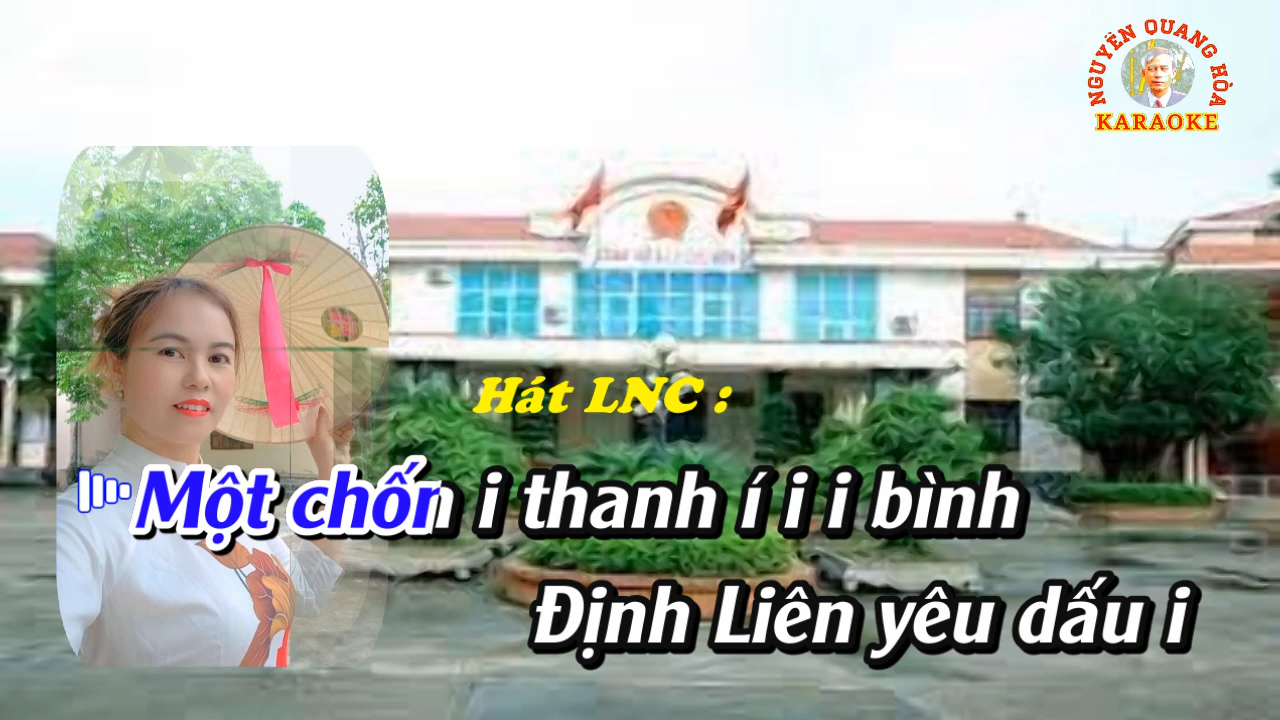 NGUYỄN QUANG HÒA
KARAOKE
Hát LNC :
Một chốn i thanh í i i bình
Định Liên yêu dấu i